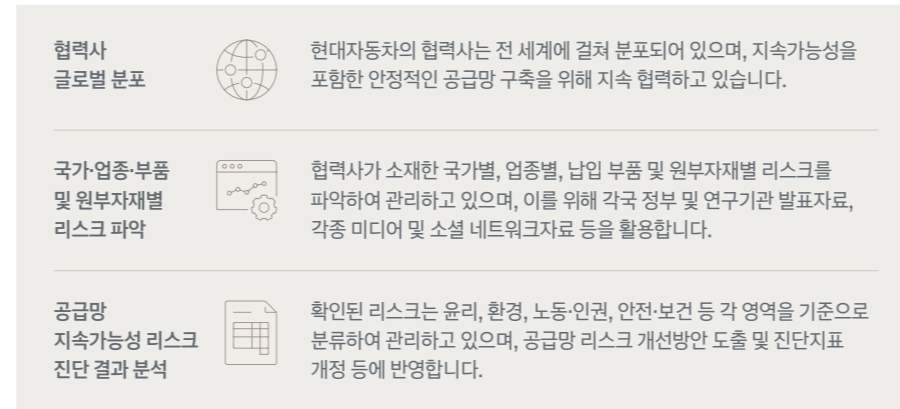 협력사
글로벌 분포
현대자동차의 협력사는 전 세계에 걸쳐 분포되어 있으며, 지속가능성을
포함한 안정적인 공급망 구축을 위해 지속 협력하고 있습니다.
국가·업종·부품
및 원부자재별
리스크 파악
협력사가 소재한 국가별, 업종별, 납입 부품 및 원부자재별 리스크를
파악하여 관리하고 있으며, 이를 위해 각국 정부 및 연구기관 발표자료,
각종 미디어 및 소셜 네트워크자료 등을 활용합니다.
공급망
지속가능성 리스크
진단 결과 분석
확인된 리스크는 윤리, 환경, 노동·인권, 안전·보건 등 각 영역을 기준으로
분류하여 관리하고 있으며, 공급망 리스크 개선방안 도출 및 진단지표
개정 등에 반영합니다.